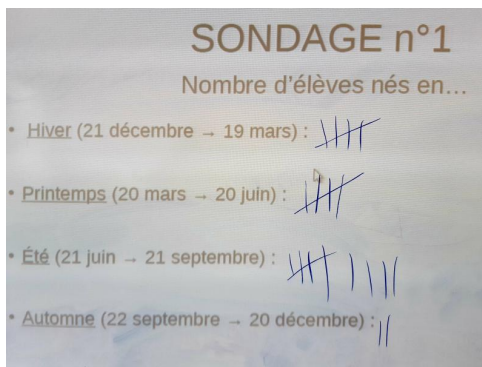 SONDAGE n°1
Nombre d'élèves nés en...
• Hiver (21 décembre → 19 mars) :
• Printemps (20 mars → 20 juin) :
• Été (21 juin → 21 septembre) :
• Automne (22 septembre → 20 décembre) : ||